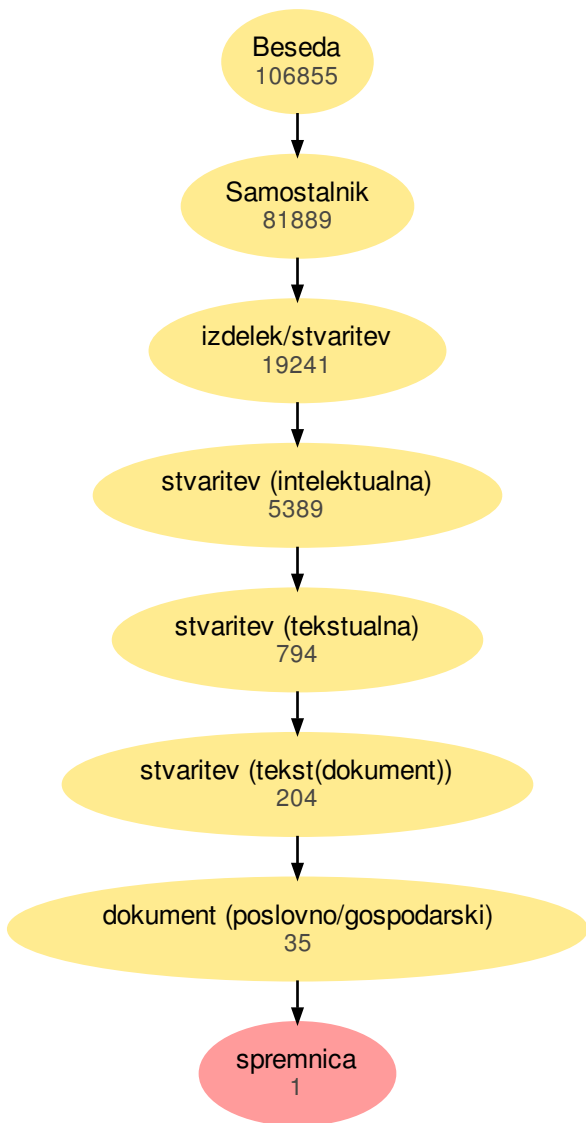 Beseda
106855
Samostalnik
81889
izdelek/stvaritev
19241
stvaritev (intelektualna)
5389
stvaritev (tekstualna)
794
stvaritev (tekst(dokument))
204
dokument (poslovno/gospodarski)
35
spremnica
1